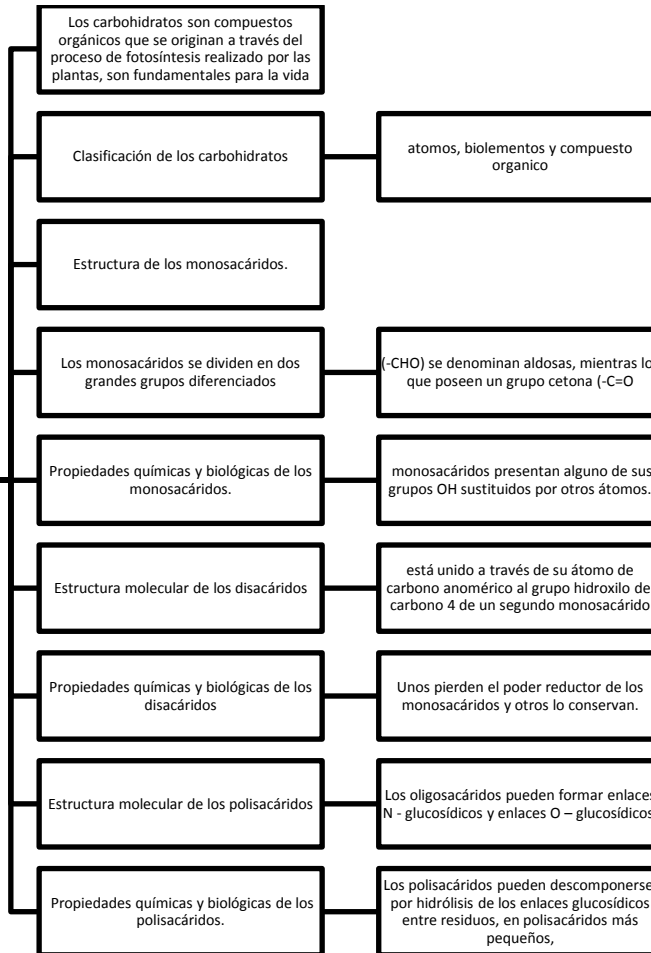 Los carbohidratos son compuestos
orgánicos que se originan a través del
proceso de fotosíntesis realizado por las
plantas, son fundamentales para la vida
Clasificación de los carbohidratos
atomos, biolementos y compuesto
organico
Estructura de los monosacáridos.
Los monosacáridos se dividen en dos
grandes grupos diferenciados
(-CHO) se denominan aldosas, mientras lo
que poseen un grupo cetona (-C=O
Propiedades químicas y biológicas de los
monosacáridos.
monosacáridos presentan alguno de sus
grupos OH sustituidos por otros átomos.
Estructura molecular de los disacáridos
está unido a través de su átomo de
carbono anomérico al grupo hidroxilo de
carbono 4 de un segundo monosacárido
Propiedades químicas y biológicas de los
disacáridos
Unos pierden el poder reductor de los
monosacáridos y otros lo conservan.
Estructura molecular de los polisacáridos
Los oligosacáridos pueden formar enlaces
N - glucosídicos y enlaces O – glucosídicos
Propiedades químicas y biológicas de los
polisacáridos.
Los polisacáridos pueden descomponerse,
por hidrólisis de los enlaces glucosídicos
entre residuos, en polisacáridos más
pequeños,